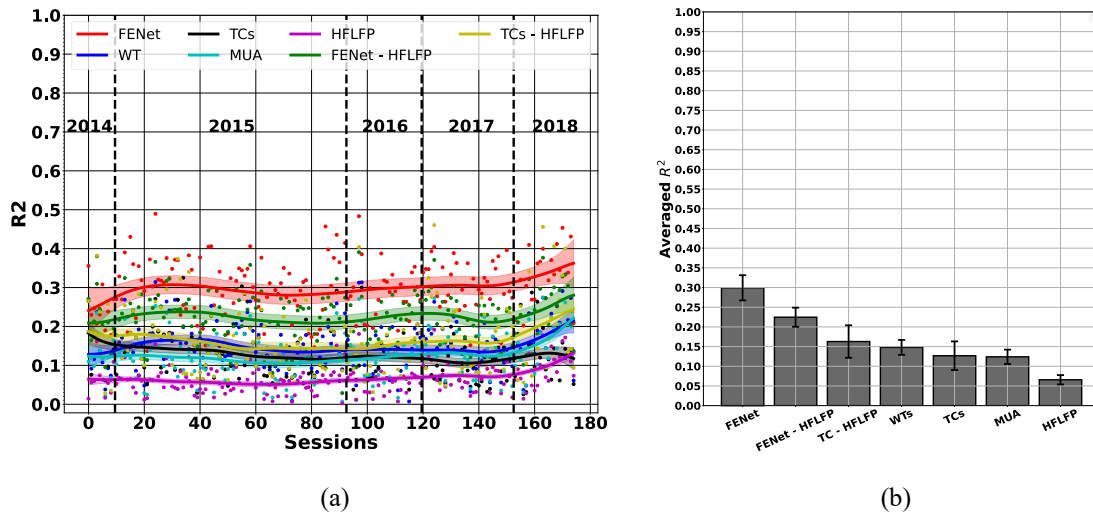 FENet
WT
TCs
MUA
HFLFP
FENet - HFLFP
TCs - HFLFP
2014
2015
2016
2017
2018
R2
1.0
0.9
0.8
0.7
0.6
0.5
0.4
0.3
0.2
0.1
0.0
0 20 40 60 80 100 120 140 160 180
Sessions
(a)
Averaged R²
1.00
0.95
0.90
0.85
0.80
0.75
0.70
0.65
0.60
0.55
0.50
0.45
0.40
0.35
0.30
0.25
0.20
0.15
0.10
0.05
0.00
FENet
FENet - HFLFP
TC - HFLFP
WTs
TCs
MUA
HFLFP
(b)